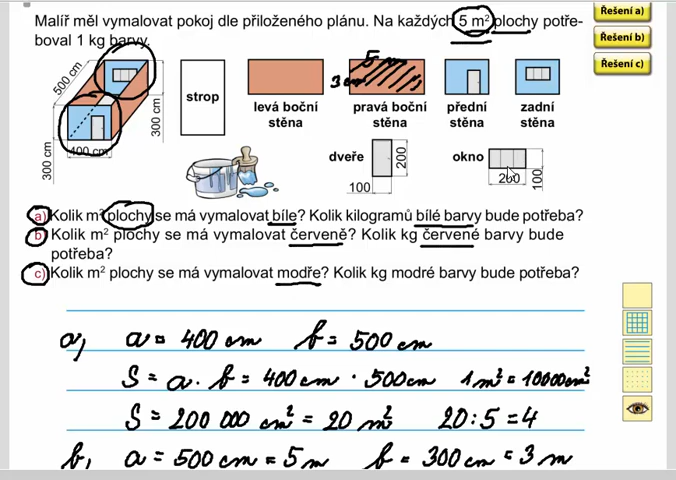 Malíř měl vymalovat pokoj dle přiloženého plánu. Na každých 5 m² plochy potře-
boval 1 kg barvy.
Řešení a)
Řešení b)
Řešení c)
500 cm
300 cm
400 cm
300 cm
strop
5 m
3 cm
levá boční
stěna
pravá boční
stěna
přední
stěna
zadní
stěna
dveře
200
100
okno
100
a) Kolik m² plochy se má vymalovat bíle? Kolik kilogramů bílé barvy bude potřeba?
b) Kolik m² plochy se má vymalovat červeně? Kolik kg červené barvy bude
potřeba?
c) Kolik m² plochy se má vymalovat modře? Kolik kg modré barvy bude potřeba?
a, a = 400 cm b = 500 cm
S = a · b = 400 cm · 500 cm 1 m² = 10000 cm²
S = 200 000 cm² = 20 m² 20 : 5 = 4
b, a = 500 cm = 5 m b = 300 cm = 3 m